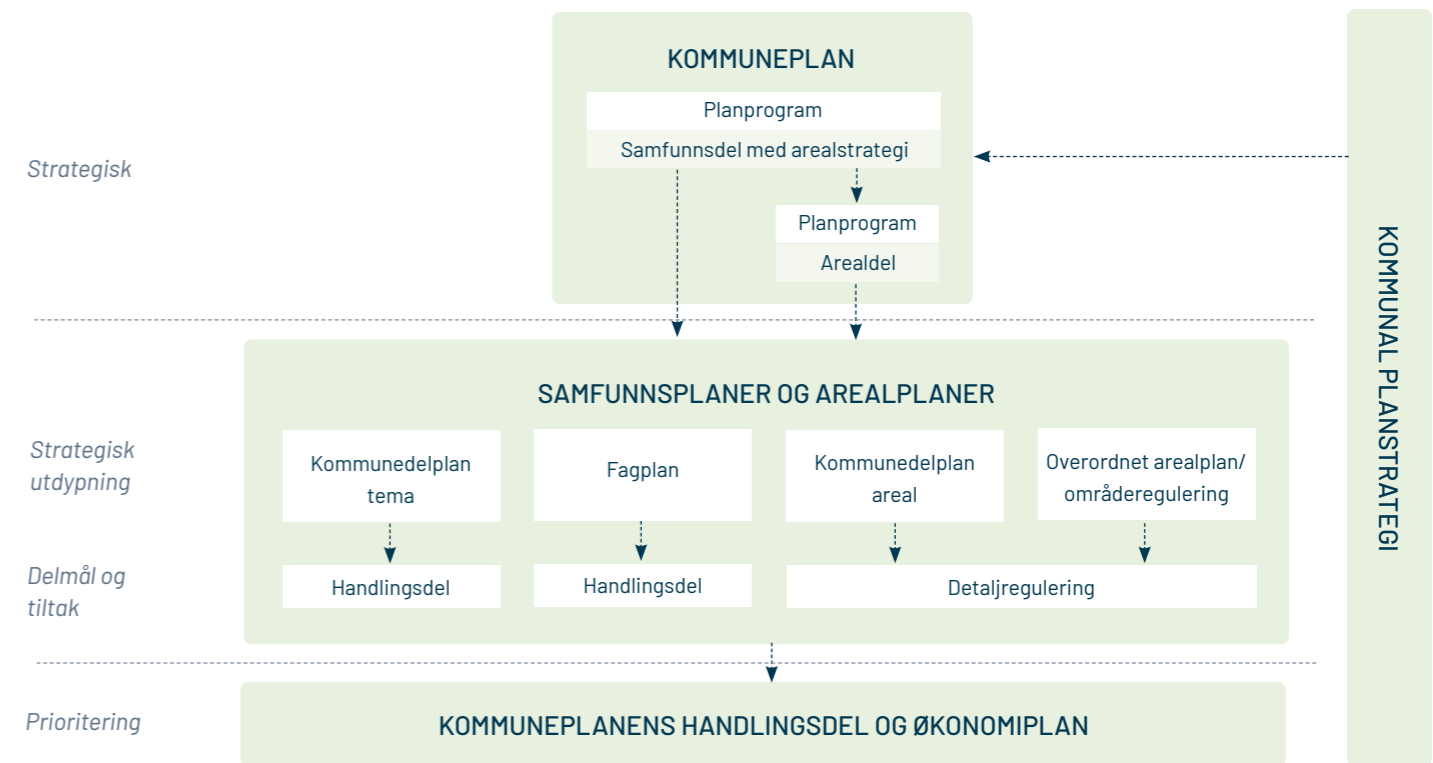 KOMMUNEPLAN
Planprogram
Samfunnsdel med arealstrategi
Strategisk
Planprogram
Arealdel
KOMMUNAL PLANSTRATEGI
SAMFUNNSPLANER OG AREALPLANER
Strategisk
utdypning
Kommunedelplan
tema
Fagplan
Kommunedelplan
areal
Overordnet arealplan/
områderegulering
Delmål og
tiltak
Handlingsdel
Handlingsdel
Detaljregulering
Prioritering
KOMMUNEPLANENS HANDLINGSDEL OG ØKONOMIPLAN